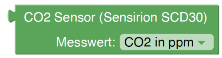 CO2 Sensor (Sensirion SCD30)
Messwert: CO2 in ppm